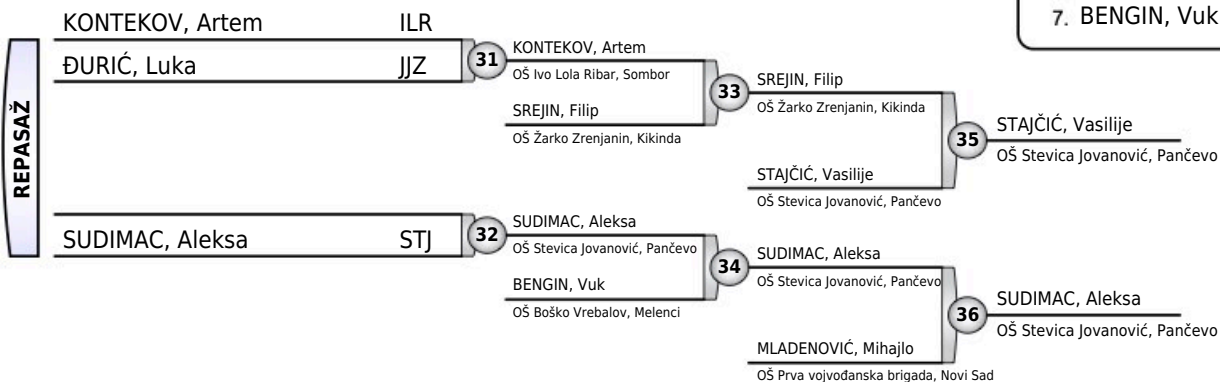 7. BENGIN, Vuk
REPASAŽ
KONTEKOV, Artem ILR
ĐURIĆ, Luka JJZ
31
KONTEKOV, Artem
OŠ Ivo Lola Ribar, Sombor
SREJIN, Filip
OŠ Žarko Zrenjanin, Kikinda
33
SREJIN, Filip
OŠ Žarko Zrenjanin, Kikinda
STAJČIĆ, Vasilije
OŠ Stevica Jovanović, Pančevo
35
STAJČIĆ, Vasilije
OŠ Stevica Jovanović, Pančevo
SUDIMAC, Aleksa STJ
32
SUDIMAC, Aleksa
OŠ Stevica Jovanović, Pančevo
BENGIN, Vuk
OŠ Boško Vrebalov, Melenci
34
SUDIMAC, Aleksa
OŠ Stevica Jovanović, Pančevo
MLADENOVIĆ, Mihajlo
OŠ Prva vojvođanska brigada, Novi Sad
36
SUDIMAC, Aleksa
OŠ Stevica Jovanović, Pančevo